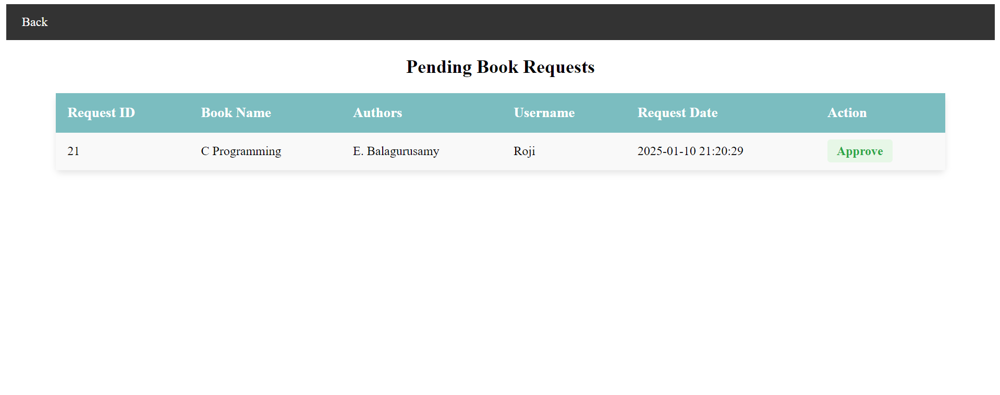 Back
Pending Book Requests
Request ID Book Name Authors Username Request Date Action
21 C Programming E. Balagurusamy Roji 2025-01-10 21:20:29 Approve